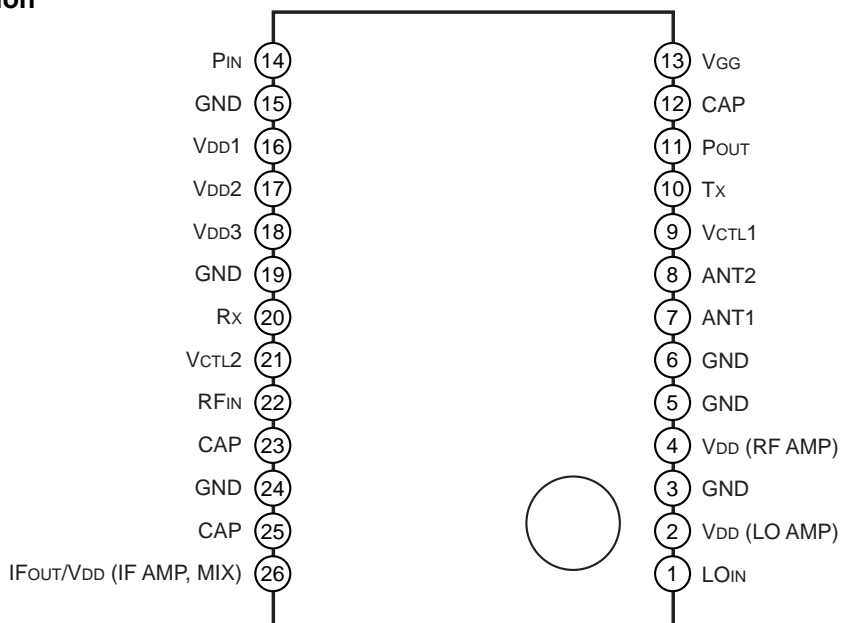 on
PIN 14
GND 15
VDD1 16
VDD2 17
VDD3 18
GND 19
RX 20
VCTL2 21
RFIN 22
CAP 23
GND 24
CAP 25
IFOUT/VDD (IF AMP, MIX) 26
13 VGG
12 CAP
11 POUT
10 TX
9 VCTL1
8 ANT2
7 ANT1
6 GND
5 GND
4 VDD (RF AMP)
3 GND
2 VDD (LO AMP)
1 LOIN